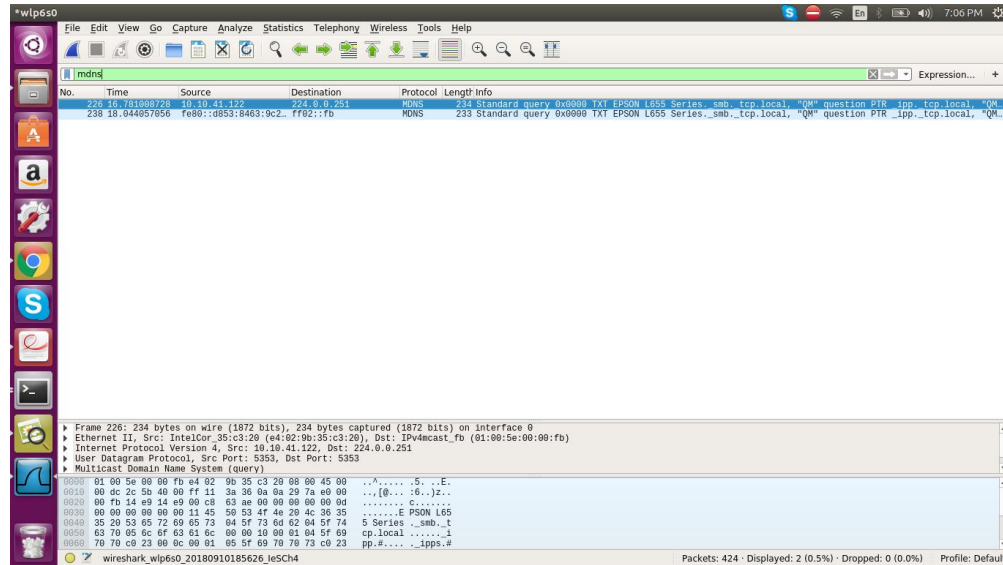 *wlp6s0 En 7:06 PM
File Edit View Go Capture Analyze Statistics Telephony Wireless Tools Help
mdns Expression... +
No. Time Source Destination Protocol Length Info
226 16.781008728 10.10.41.122 224.0.0.251 MDNS 234 Standard query 0x0000 TXT EPSON L655 Series._smb._tcp.local, "QM" question PTR _ipp._tcp.local, "QM…
238 18.044057056 fe80::d853:8463:9c2… ff02::fb MDNS 233 Standard query 0x0000 TXT EPSON L655 Series._smb._tcp.local, "QM" question PTR _ipp._tcp.local, "QM…
Frame 226: 234 bytes on wire (1872 bits), 234 bytes captured (1872 bits) on interface 0
Ethernet II, Src: IntelCor_35:c3:20 (e4:02:9b:35:c3:20), Dst: IPv4mcast_fb (01:00:5e:00:00:fb)
Internet Protocol Version 4, Src: 10.10.41.122, Dst: 224.0.0.251
User Datagram Protocol, Src Port: 5353, Dst Port: 5353
Multicast Domain Name System (query)
0000 01 00 5e 00 00 fb e4 02 9b 35 c3 20 08 00 45 00 ..^..... .5. ..E.
0010 00 dc 2c 5b 40 00 ff 11 3a 36 0a 0a 29 7a e0 00 ..,[@... :6..)z..
0020 00 fb 14 e9 14 e9 00 c8 63 ae 00 00 00 00 00 0d ........ c.......
0030 00 00 00 00 00 00 11 45 50 53 4f 4e 20 4c 36 35 .......E PSON L65
0040 35 20 53 65 72 69 65 73 04 5f 73 6d 62 04 5f 74 5 Series ._smb._t
0050 63 70 05 6c 6f 63 61 6c 00 00 10 00 01 04 5f 69 cp.local ......_i
0060 70 70 c0 23 00 0c 00 01 05 5f 69 70 70 73 c0 23 pp.#.... ._ipps.#
wireshark_wlp6s0_20180910185626_IeSCh4 Packets: 424 · Displayed: 2 (0.5%) · Dropped: 0 (0.0%) Profile: Defaul